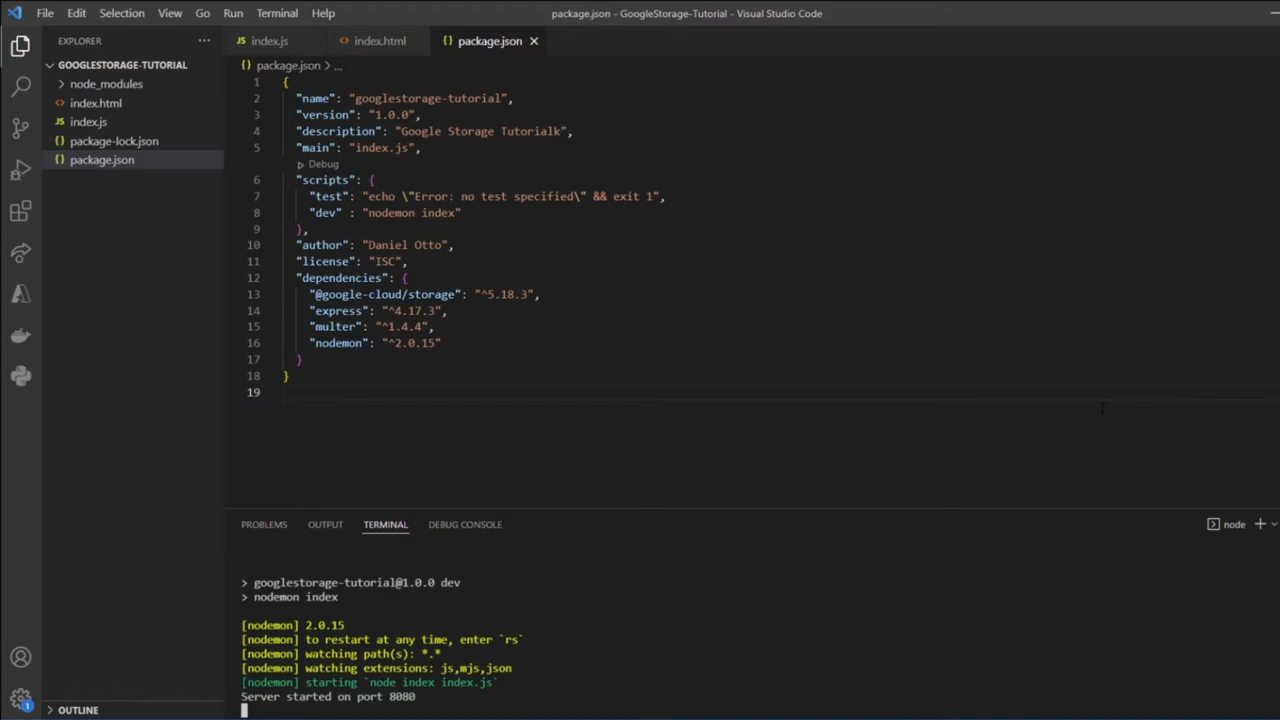 File Edit Selection View Go Run Terminal Help
package.json - GoogleStorage-Tutorial - Visual Studio Code
EXPLORER
GOOGLESTORAGE-TUTORIAL
node_modules
index.html
index.js
package-lock.json
package.json
OUTLINE
index.js index.html package.json
package.json > ...
1 {
2 "name": "googlestorage-tutorial",
3 "version": "1.0.0",
4 "description": "Google Storage Tutorialk",
5 "main": "index.js",
Debug
6 "scripts": {
7 "test": "echo \"Error: no test specified\" && exit 1",
8 "dev" : "nodemon index"
9 },
10 "author": "Daniel Otto",
11 "license": "ISC",
12 "dependencies": {
13 "@google-cloud/storage": "^5.18.3",
14 "express": "^4.17.3",
15 "multer": "^1.4.4",
16 "nodemon": "^2.0.15"
17 }
18 }
19
PROBLEMS OUTPUT TERMINAL DEBUG CONSOLE
node
> googlestorage-tutorial@1.0.0 dev
> nodemon index
[nodemon] 2.0.15
[nodemon] to restart at any time, enter `rs`
[nodemon] watching path(s): *.*
[nodemon] watching extensions: js,mjs,json
[nodemon] starting `node index index.js`
Server started on port 8080
1